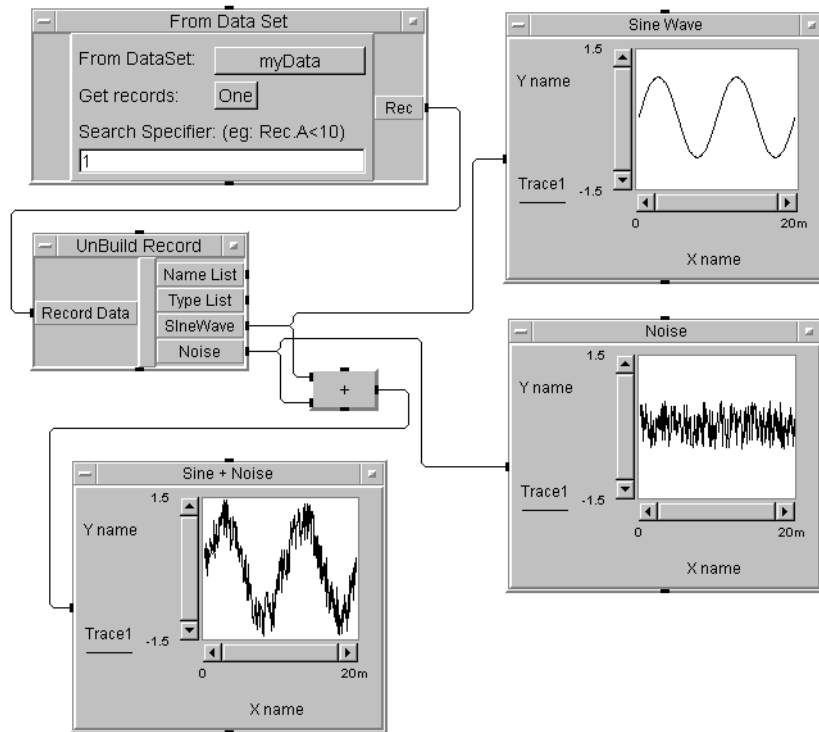 From Data Set
From DataSet: myData
Get records: One
Search Specifier: (eg: Rec.A<10)
1
Rec
UnBuild Record
Record Data
Name List
Type List
SIneWave
Noise
+
Sine Wave
1.5
Y name
Trace1
-1.5
0 20m
X name
Noise
1.5
Y name
Trace1
-1.5
0 20m
X name
Sine + Noise
1.5
Y name
Trace1
-1.5
0 20m
X name